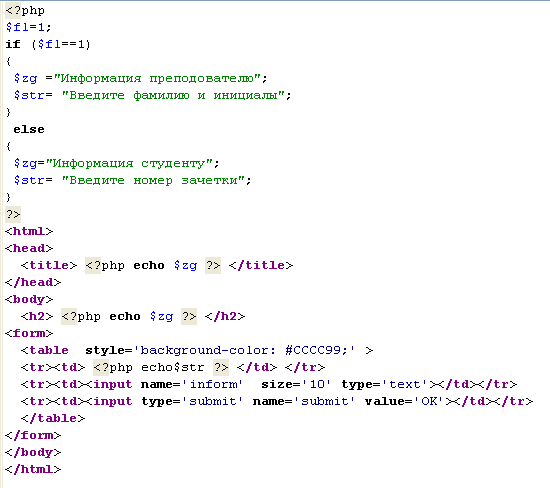 <?php
$fl=1;
if ($fl==1)
{
 $zg ="Информация преподователю";
 $str= "Введите фамилию и инициалы";
}
 else
{
 $zg="Информация студенту";
 $str= "Введите номер зачетки";
}
?>
<html>
<head>
  <title> <?php echo $zg ?> </title>
</head>
<body>
  <h2> <?php echo $zg ?> </h2>
<form>
  <table  style='background-color: #CCCC99;' >
  <tr><td> <?php echo$str ?> </td> </tr>
  <tr><td><input name='inform'  size='10' type='text'></td></tr>
  <tr><td><input type='submit' name='submit' value='OK'></td></tr>
  </table>
</form>
</body>
</html>